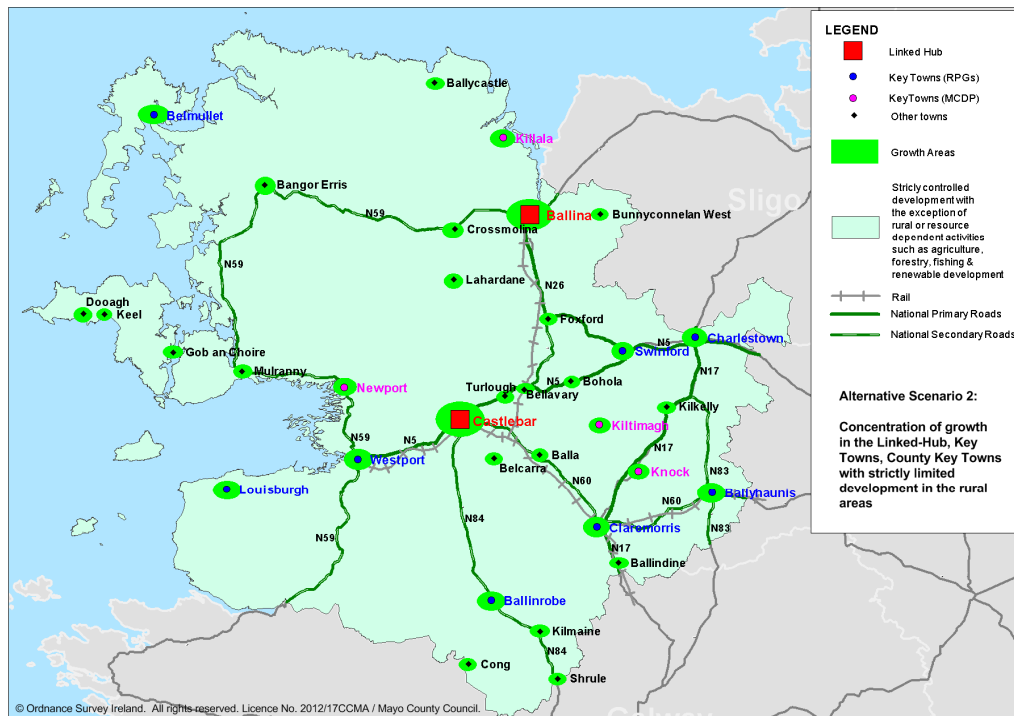 LEGEND
Linked Hub
Key Towns (RPGs)
KeyTowns (MCDP)
Other towns
Growth Areas
Stricly controlled
development with
the exception of
rural or resource
dependent activities
such as agriculture,
forestry, fishing &
renewable development
Rail
National Primary Roads
National Secondary Roads
Alternative Scenario 2:
Concentration of growth
in the Linked-Hub, Key
Towns, County Key Towns
with strictly limited
development in the rural
areas
Ballycastle
Belmullet
Killala
Bangor Erris
N59
Sligo
Ballina
Bunnyconnelan West
Crossmolina
N59
Lahardane
N26
Dooagh
Keel
Foxford
Charlestown
N5
Swinford
Gob an Choire
Mulranny
N17
Newport
Turlough
N5
Bohola
Bellavary
Kilkelly
Castlebar
Kiltimagh
N59
N5
N17
Balla
Westport
Belcarra
Knock
N83
N60
Louisburgh
N60
Ballyhaunis
N84
Claremorris
N83
N59
N17
Ballindine
Ballinrobe
Kilmaine
N84
Cong
Shrule
Galway
© Ordnance Survey Ireland. All rights reserved. Licence No. 2012/17CCMA / Mayo County Council.